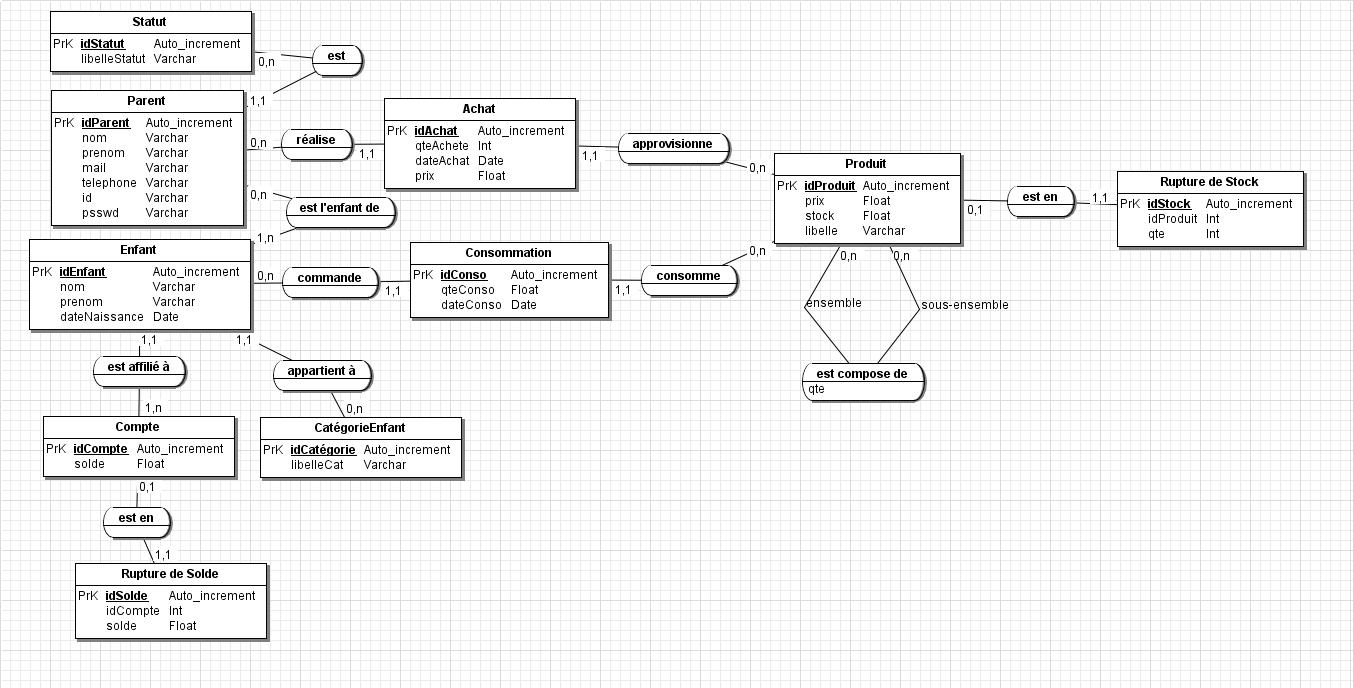 Statut
PrK idStatut Auto_increment
libelleStatut Varchar
0,n
est
1,1
Parent
PrK idParent Auto_increment
nom Varchar
prenom Varchar
mail Varchar
telephone Varchar
id Varchar
psswd Varchar
0,n
réalise
1,1
Achat
PrK idAchat Auto_increment
qteAchete Int
dateAchat Date
prix Float
1,1
approvisionne
0,n
Produit
PrK idProduit Auto_increment
prix Float
stock Float
libelle Varchar
0,1
est en
1,1
Rupture de Stock
PrK idStock Auto_increment
idProduit Int
qte Int
0,n
est l'enfant de
1,n
Enfant
PrK idEnfant Auto_increment
nom Varchar
prenom Varchar
dateNaissance Date
0,n
commande
1,1
Consommation
PrK idConso Auto_increment
qteConso Float
dateConso Date
1,1
consomme
0,n
0,n
0,n
ensemble
sous-ensemble
est compose de
qte
1,1
est affilié à
1,n
1,1
appartient à
0,n
Compte
PrK idCompte Auto_increment
solde Float
CatégorieEnfant
PrK idCatégorie Auto_increment
libelleCat Varchar
0,1
est en
1,1
Rupture de Solde
PrK idSolde Auto_increment
idCompte Int
solde Float